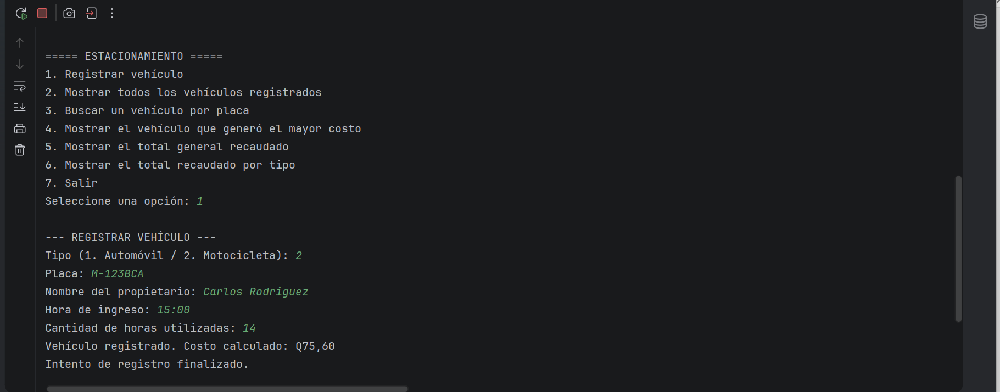 ===== ESTACIONAMIENTO =====
1. Registrar vehículo
2. Mostrar todos los vehículos registrados
3. Buscar un vehículo por placa
4. Mostrar el vehículo que generó el mayor costo
5. Mostrar el total general recaudado
6. Mostrar el total recaudado por tipo
7. Salir
Seleccione una opción: 1
--- REGISTRAR VEHÍCULO ---
Tipo (1. Automóvil / 2. Motocicleta): 2
Placa: M-123BCA
Nombre del propietario: Carlos Rodriguez
Hora de ingreso: 15:00
Cantidad de horas utilizadas: 14
Vehículo registrado. Costo calculado: Q75,60
Intento de registro finalizado.